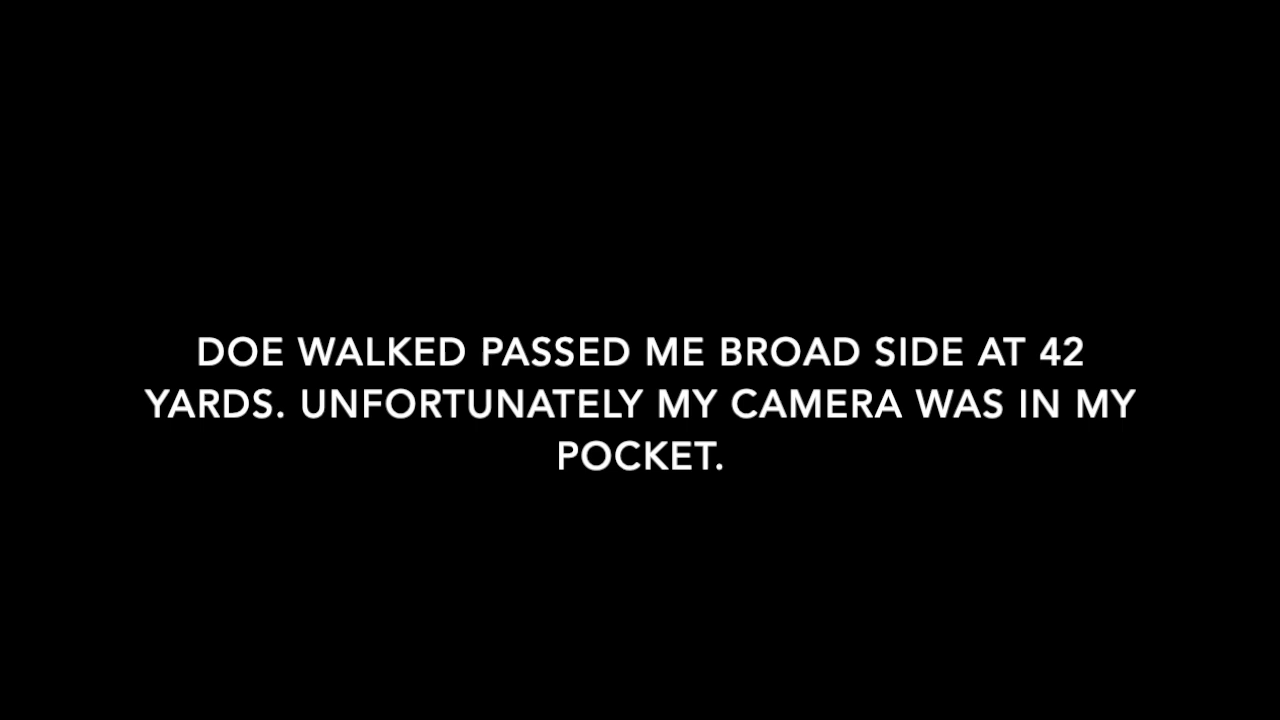 DOE WALKED PASSED ME BROAD SIDE AT 42
YARDS. UNFORTUNATELY MY CAMERA WAS IN MY
POCKET.